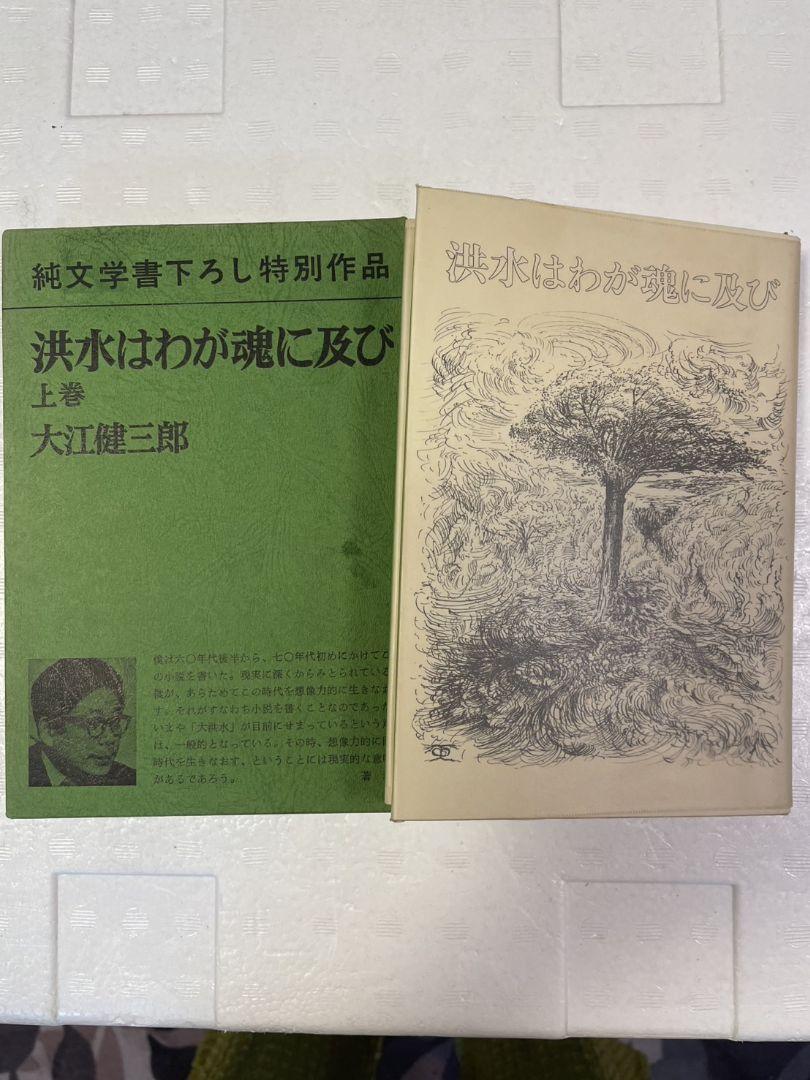 純文学書下ろし特別作品
洪水はわが魂に及び
上巻
大江健三郎
僕は六〇年代後半から、七〇年代初めにかけてこ
の小説を書いた。現実に深くからみとられている
僕が、あらためてこの時代を想像力的に生きなお
す。それがすなわち小説を書くことなのであった
いまや「大洪水」が目前にせまっているという
は、一般的となっている。その時、想像力的に
時代を生きなおす、ということには現実的な意
があるであろう。
著
洪水はわが魂に及び